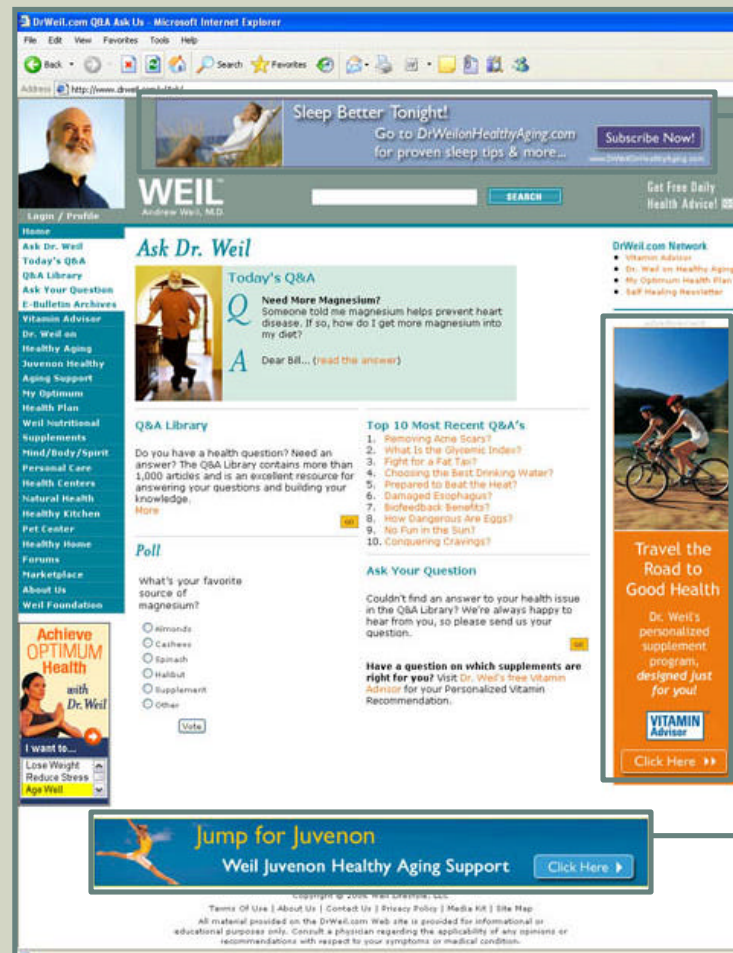 DrWeil.com Q&A Ask Us - Microsoft Internet Explorer
File Edit View Favorites Tools Help
Back Search Favorites
Address http://www.drweil.com
Sleep Better Tonight!
Go to DrWeilonHealthyAging.com
for proven sleep tips & more...
Subscribe Now!
www.DrWeilOnHealthyAging.com
WEIL™
Andrew Weil, M.D.
SEARCH
Get Free Daily
Health Advice!
Login / Profile
Home
Ask Dr. Weil
Today's Q&A
Q&A Library
Ask Your Question
E-Bulletin Archives
Vitamin Advisor
Dr. Weil on
Healthy Aging
Juvenon Healthy
Aging Support
My Optimum
Health Plan
Weil Nutritional
Supplements
Mind/Body/Spirit
Personal Care
Health Centers
Natural Health
Healthy Kitchen
Pet Center
Healthy Home
Forums
Marketplace
About Us
Weil Foundation
Achieve
OPTIMUM
Health
with
Dr. Weil
I want to...
Lose Weight
Reduce Stress
Age Well
Ask Dr. Weil
Today's Q&A
Q
Need More Magnesium?
Someone told me magnesium helps prevent heart
disease. If so, how do I get more magnesium into
my diet?
A
Dear Bill... (read the answer)
Q&A Library
Do you have a health question? Need an
answer? The Q&A Library contains more than
1,000 articles and is an excellent resource for
answering your questions and building your
knowledge.
More
GO
Poll
What's your favorite
source of
magnesium?
Almonds
Cashews
Spinach
Halibut
Supplement
Other
Vote
Top 10 Most Recent Q&A's
1. Removing Acne Scars?
2. What Is the Glycemic Index?
3. Fight for a Fat Tax?
4. Choosing the Best Drinking Water?
5. Prepared to Beat the Heat?
6. Damaged Esophagus?
7. Biofeedback Benefits?
8. How Dangerous Are Eggs?
9. No Fun in the Sun?
10. Conquering Cravings?
Ask Your Question
Couldn't find an answer to your health issue
in the Q&A Library? We're always happy to
hear from you, so please send us your
question.
GO
Have a question on which supplements are
right for you? Visit Dr. Weil's free Vitamin
Advisor for your Personalized Vitamin
Recommendation.
DrWeil.com Network
Vitamin Advisor
Dr. Weil on Healthy Aging
My Optimum Health Plan
Self Healing Newsletter
advertisement
Travel the
Road to
Good Health
Dr. Weil's
personalized
supplement
program,
designed just
for you!
VITAMIN
Advisor
Click Here
Jump for Juvenon
Weil Juvenon Healthy Aging Support
Click Here
Copyright © 2006 Weil Lifestyle, LLC
Terms Of Use | About Us | Contact Us | Privacy Policy | Media Kit | Site Map
All material provided on the DrWeil.com Web site is provided for informational or
educational purposes only. Consult a physician regarding the applicability of any opinions or
recommendations with respect to your symptoms or medical condition.